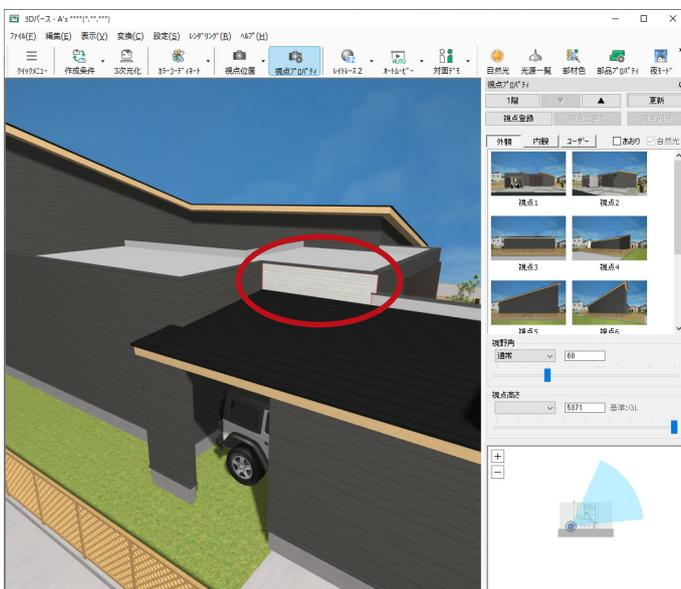 3Dパース - A's ****(*.**.***)
ファイル(F) 編集(E) 表示(V) 変換(C) 設定(S) レンダリング(R) ヘルプ(H)
クイックメニュー 作成条件 3次元化 カラーコーディネート 視点位置 視点プロパティ レイトレース2 オートムービー 対面デモ 自然光 光源一覧 部材色 部品プロパティ 夜モード
RZ AUTO
視点プロパティ
1階 ▼ ▲ 更新
視点登録
外観 内観 ユーザー あおり 自然光
視点1 視点2
視点3 視点4
視点5 視点6
視野角
通常 60
視点高さ
5871 基準:GL
+
-